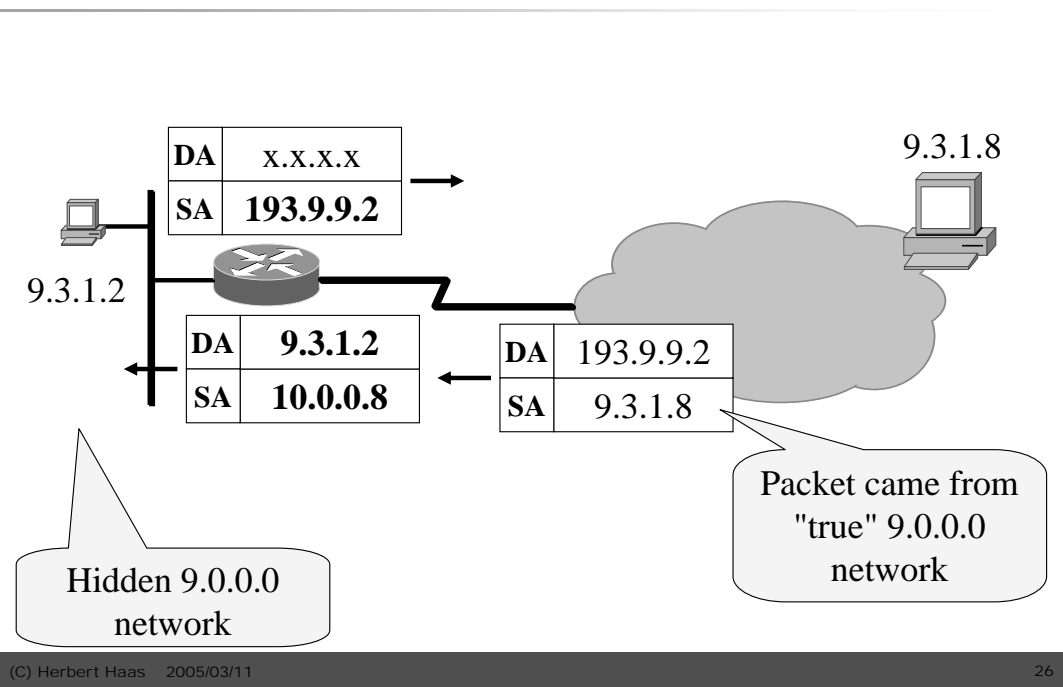 DA x.x.x.x
SA 193.9.9.2
9.3.1.8
9.3.1.2
DA 9.3.1.2
SA 10.0.0.8
DA 193.9.9.2
SA 9.3.1.8
Packet came from
"true" 9.0.0.0
network
Hidden 9.0.0.0
network
(C) Herbert Haas 2005/03/11
26